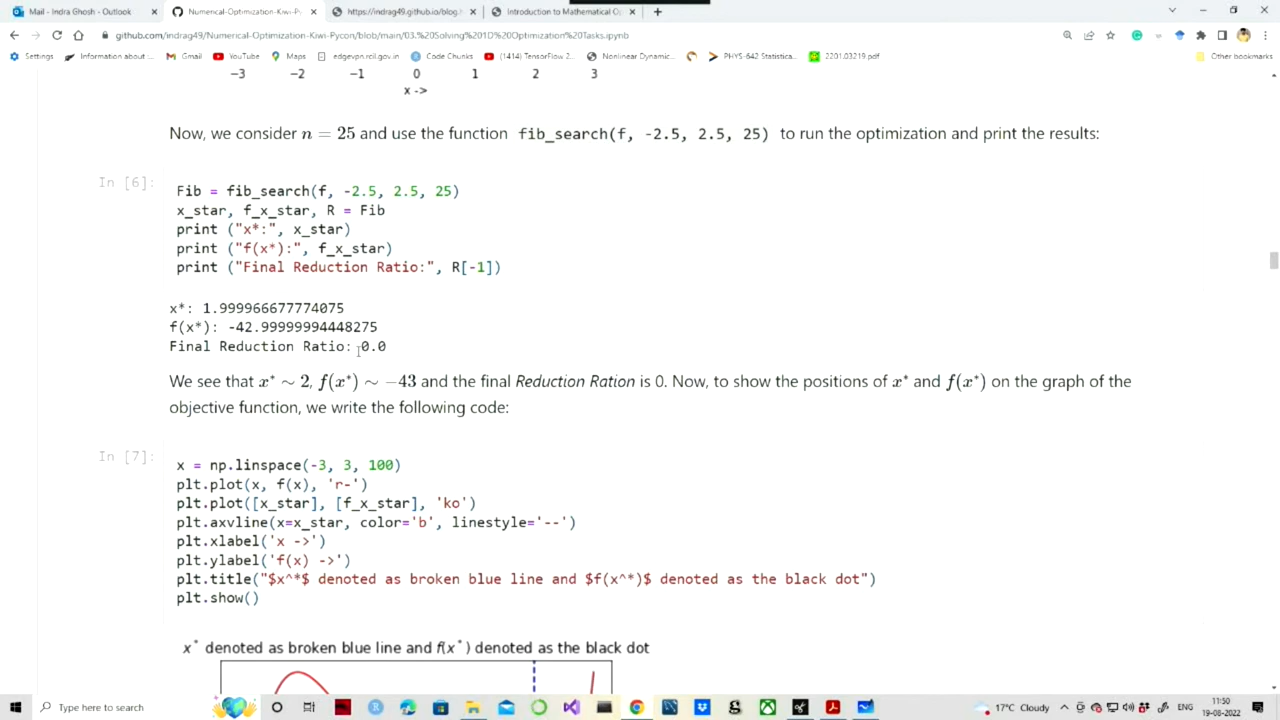 Mail - Indra Ghosh - Outlook
Numerical-Optimization-Kiwi-P
https://indrag49.github.io/blog.h
Introduction to Mathematical Op
github.com/indrag49/Numerical-Optimization-Kiwi-Pycon/blob/main/03.%20Solving%201D%20Optimization%20Tasks.ipynb
Settings
Information about :...
Gmail
YouTube
Maps
edgevpn.rcil.gov.in
Code Chunks
(1414) TensorFlow 2...
Nonlinear Dynamic...
PHYS-642 Statistica...
2201.03219.pdf
Other bookmarks
−3 −2 −1 0 1 2 3
x ->
Now, we consider n = 25 and use the function fib_search(f, -2.5, 2.5, 25) to run the optimization and print the results:
In [6]:
Fib = fib_search(f, -2.5, 2.5, 25)
x_star, f_x_star, R = Fib
print ("x*:", x_star)
print ("f(x*):", f_x_star)
print ("Final Reduction Ratio:", R[-1])
x*: 1.999966677774075
f(x*): -42.99999994448275
Final Reduction Ratio: 0.0
We see that x* ∼ 2, f(x*) ∼ −43 and the final Reduction Ration is 0. Now, to show the positions of x* and f(x*) on the graph of the
objective function, we write the following code:
In [7]:
x = np.linspace(-3, 3, 100)
plt.plot(x, f(x), 'r-')
plt.plot([x_star], [f_x_star], 'ko')
plt.axvline(x=x_star, color='b', linestyle='--')
plt.xlabel('x ->')
plt.ylabel('f(x) ->')
plt.title("$x^*$ denoted as broken blue line and $f(x^*)$ denoted as the black dot")
plt.show()
x* denoted as broken blue line and f(x*) denoted as the black dot
Type here to search
17°C Cloudy
11:50
19-08-2022